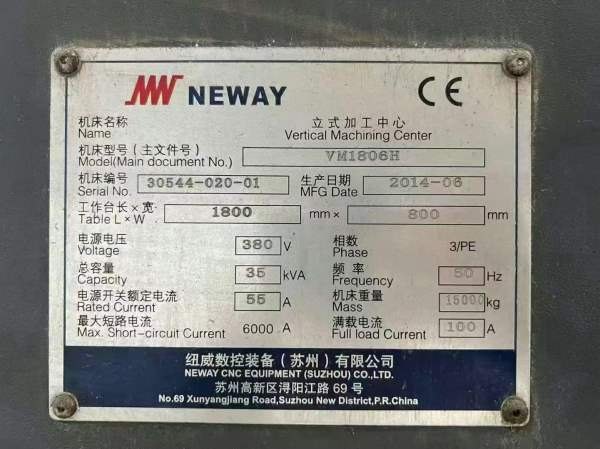 NEWAY CE
机床名称 立式加工中心
Name Vertical Machining Center
机床型号(主文件号) VM1806H
Model(Main document No.)
机床编号 30544-020-01 生产日期 2014-06
Serial No. MFG Date
工作台长×宽 1800 mm× 800 mm
Table L×W
电源电压 380 V 相数 3/PE
Voltage Phase
总容量 35 kVA 频率 50 Hz
Capacity Frequency
电源开关额定电流 55 A 机床重量 15000 kg
Rated Current Mass
最大短路电流 6000 A 满载电流 100 A
Max. Short-circuit Current Full load Current
纽威数控装备(苏州)有限公司
NEWAY CNC EQUIPMENT (SUZHOU) CO.,LTD.
苏州高新区浔阳江路 69 号
No.69 Xunyangjiang Road,Suzhou New District,P.R.China